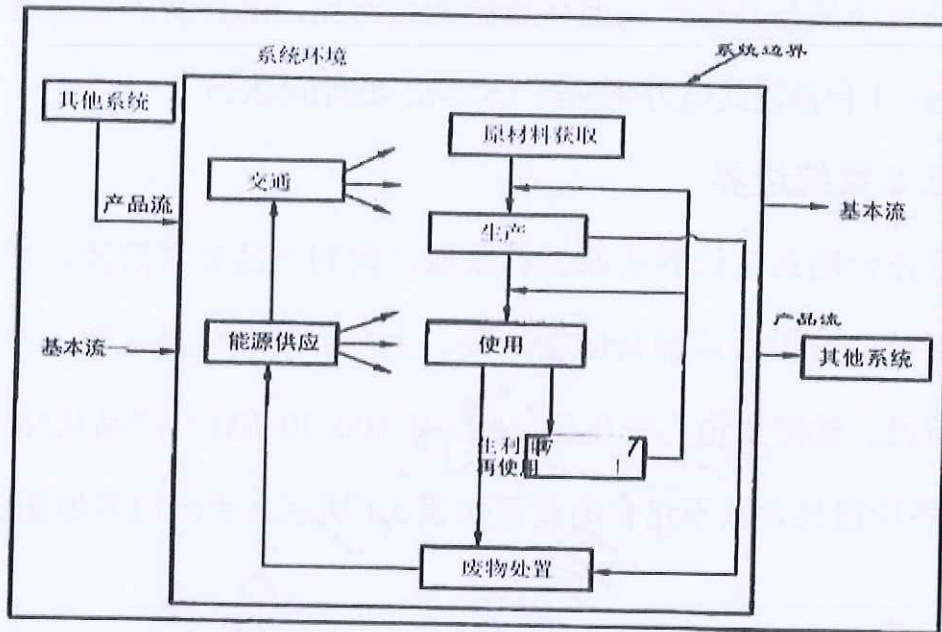 系统环境
系统边界
其他系统
原材料获取
交通
产品流
基本流
生产
产品流
能源供应
使用
基本流
其他系统
再使用
废物处置